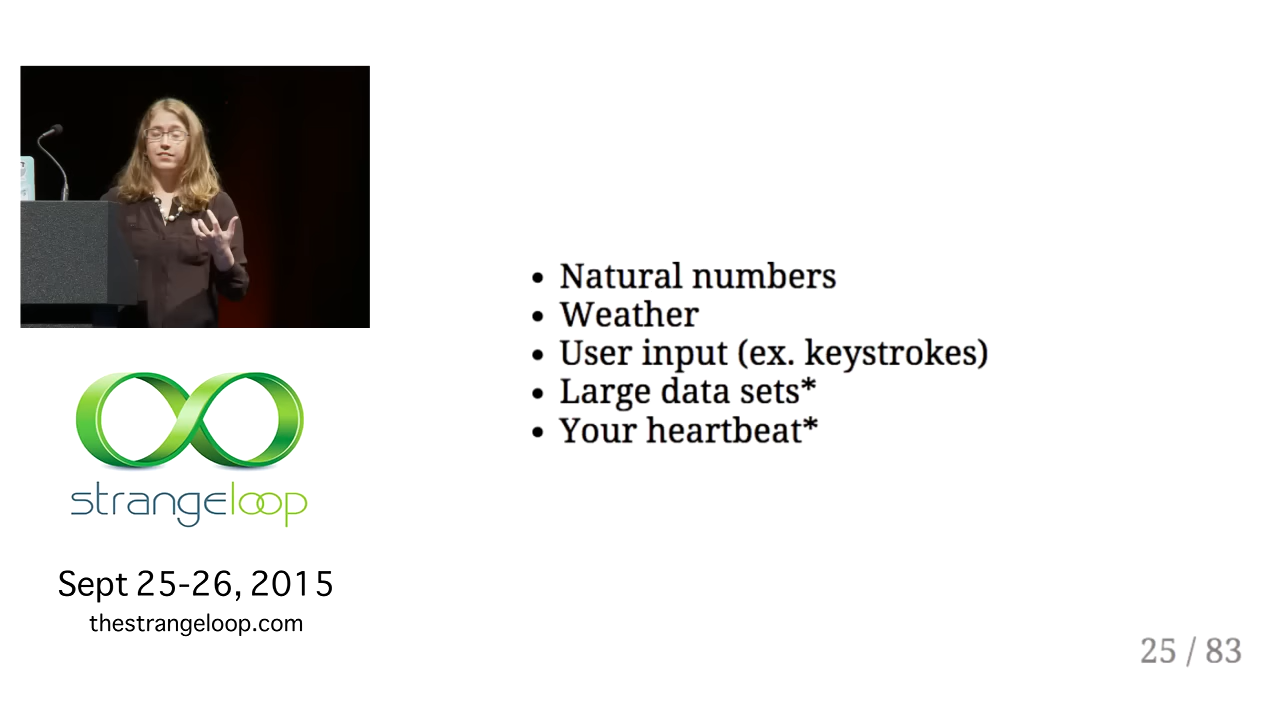 strangeloop
Sept 25-26, 2015
thestrangeloop.com
• Natural numbers
• Weather
• User input (ex. keystrokes)
• Large data sets*
• Your heartbeat*
25 / 83